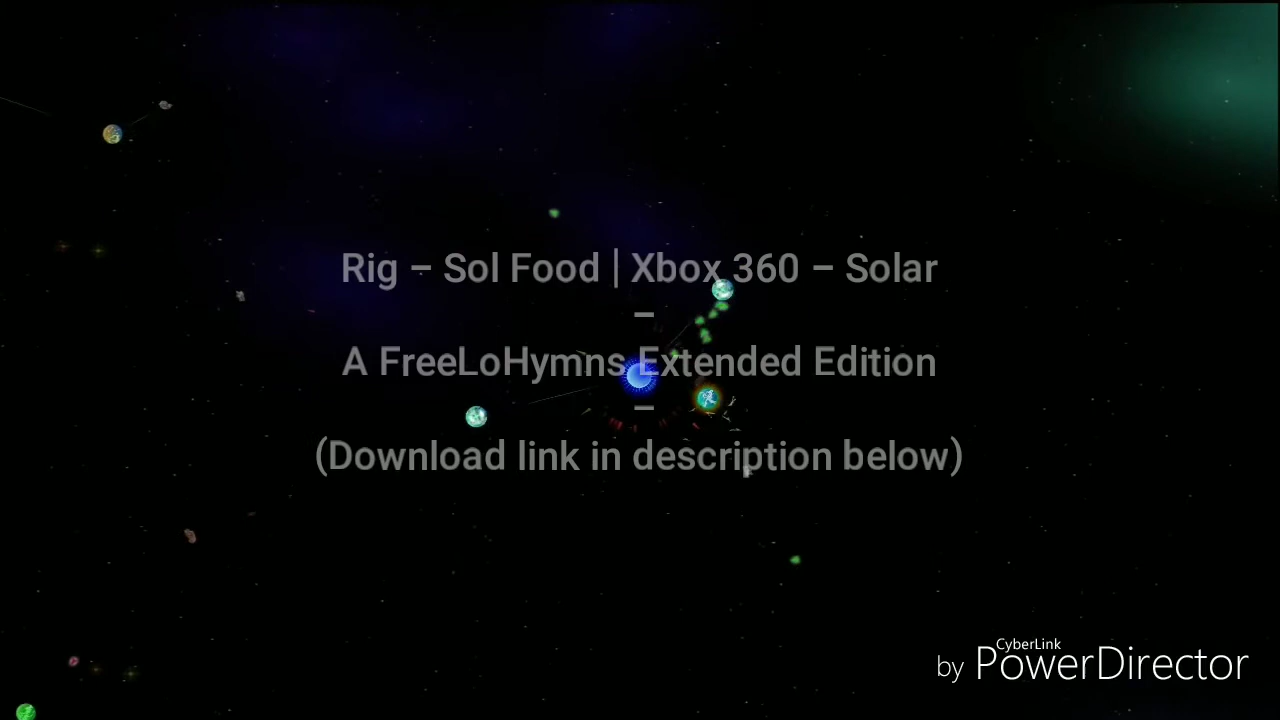 Rig – Sol Food | Xbox 360 – Solar
–
A FreeLoHymns Extended Edition
–
(Download link in description below)
CyberLink
by PowerDirector